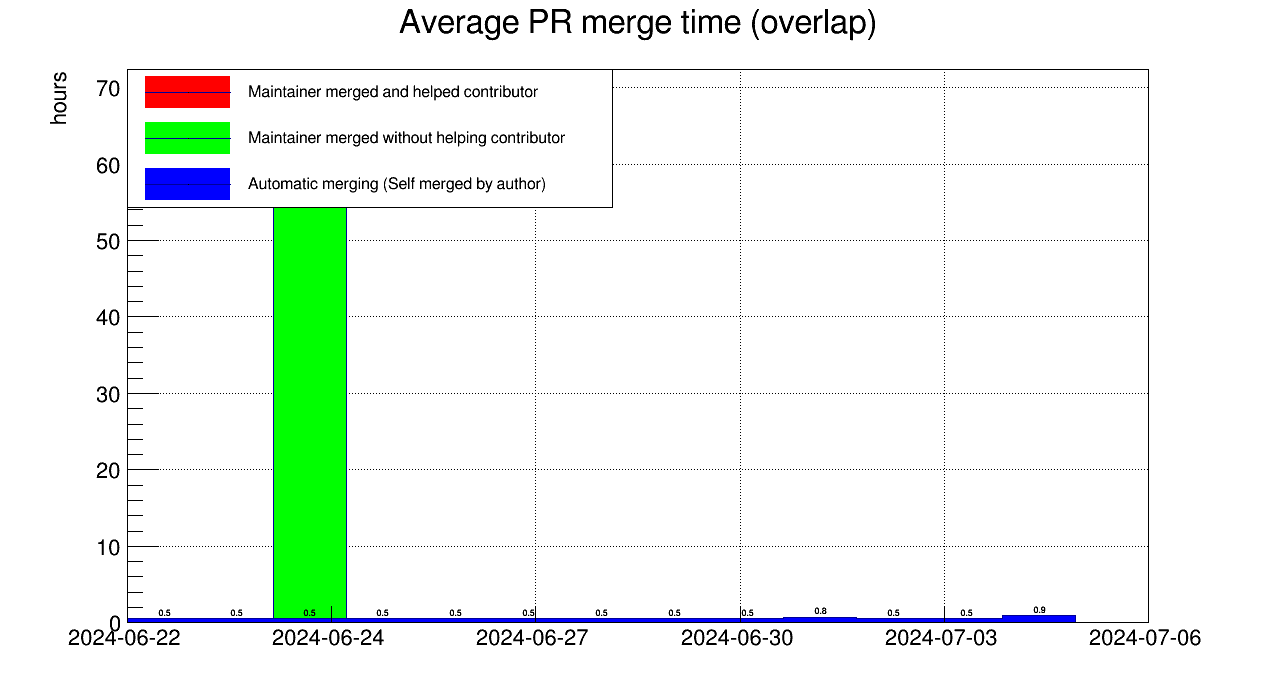 Average PR merge time (overlap)
hours
70
60
50
40
30
20
10
0
Maintainer merged and helped contributor
Maintainer merged without helping contributor
Automatic merging (Self merged by author)
0.5 0.5 0.5 0.5 0.5 0.5 0.5 0.5 0.5 0.8 0.5 0.5 0.9
2024-06-22 2024-06-24 2024-06-27 2024-06-30 2024-07-03 2024-07-06